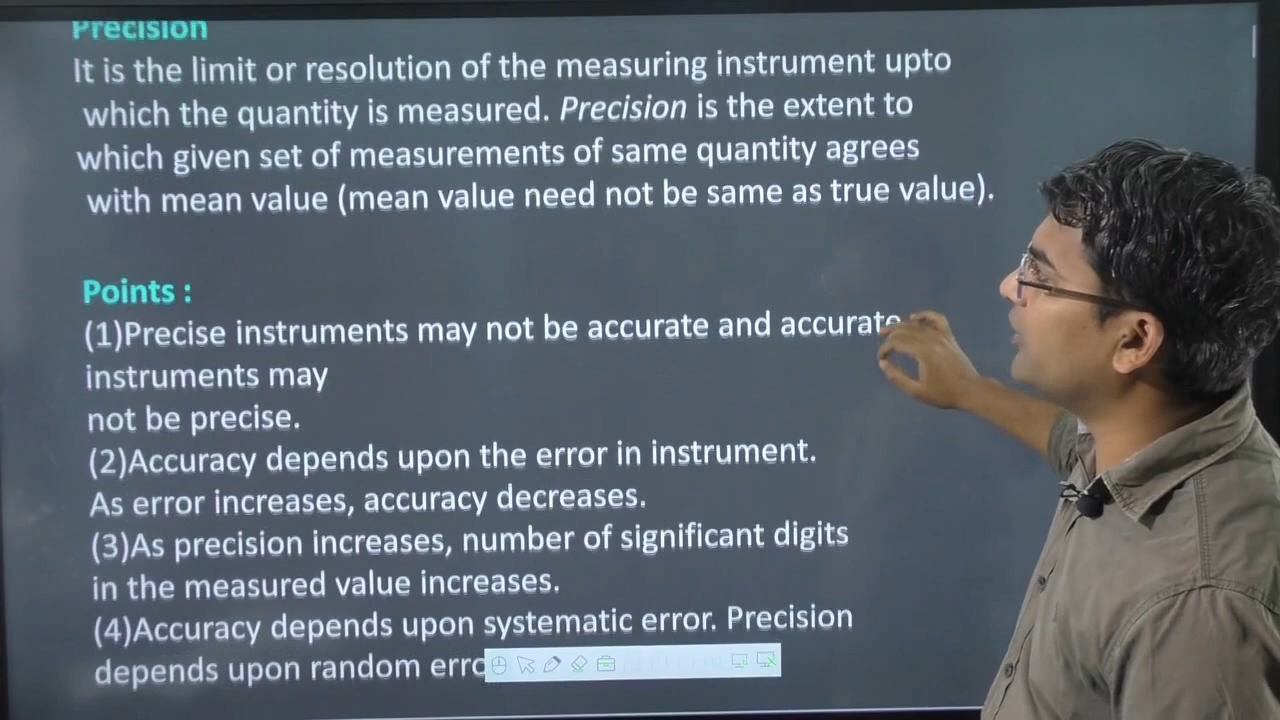 Precision
It is the limit or resolution of the measuring instrument upto
which the quantity is measured. Precision is the extent to
which given set of measurements of same quantity agrees
with mean value (mean value need not be same as true value).
Points :
(1)Precise instruments may not be accurate and accurate
instruments may
not be precise.
(2)Accuracy depends upon the error in instrument.
As error increases, accuracy decreases.
(3)As precision increases, number of significant digits
in the measured value increases.
(4)Accuracy depends upon systematic error. Precision
depends upon random